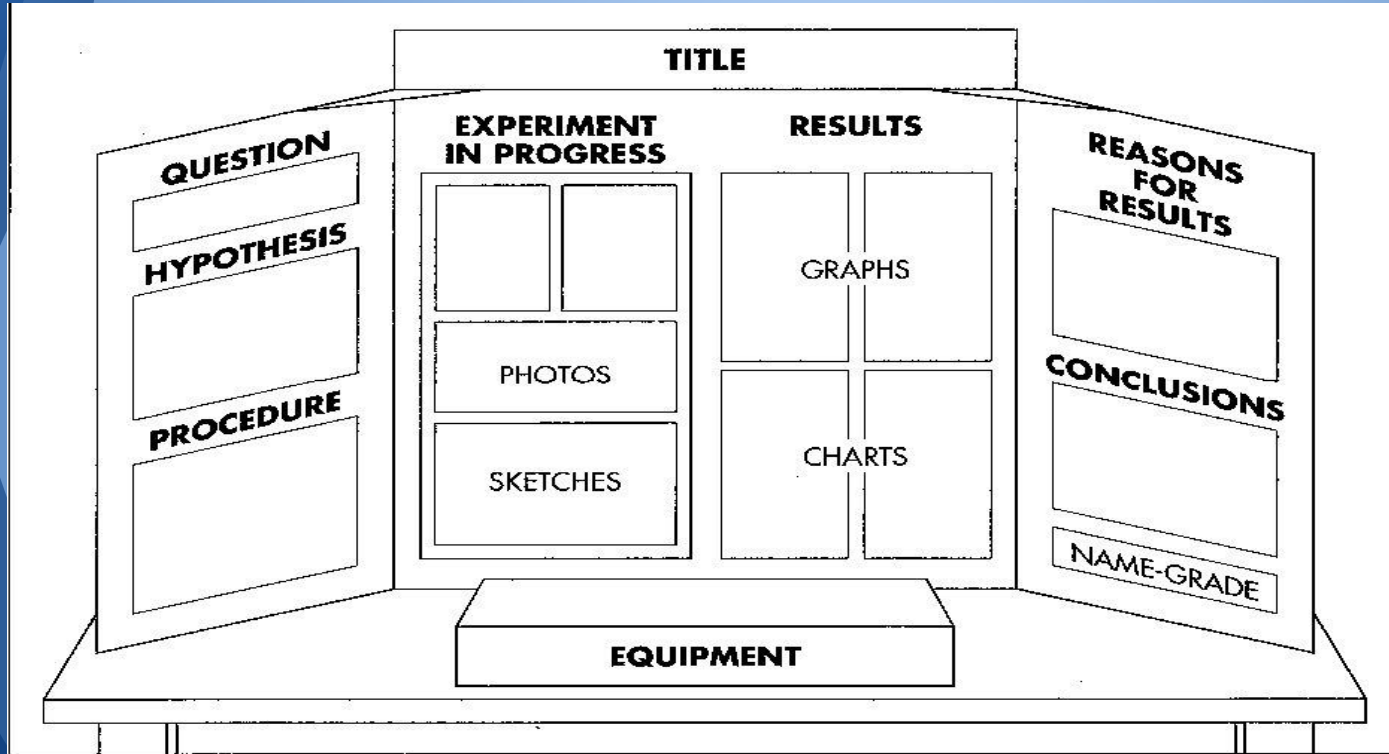 TITLE
QUESTION
HYPOTHESIS
PROCEDURE
EXPERIMENT
IN PROGRESS
PHOTOS
SKETCHES
RESULTS
GRAPHS
CHARTS
REASONS
FOR
RESULTS
CONCLUSIONS
NAME-GRADE
EQUIPMENT